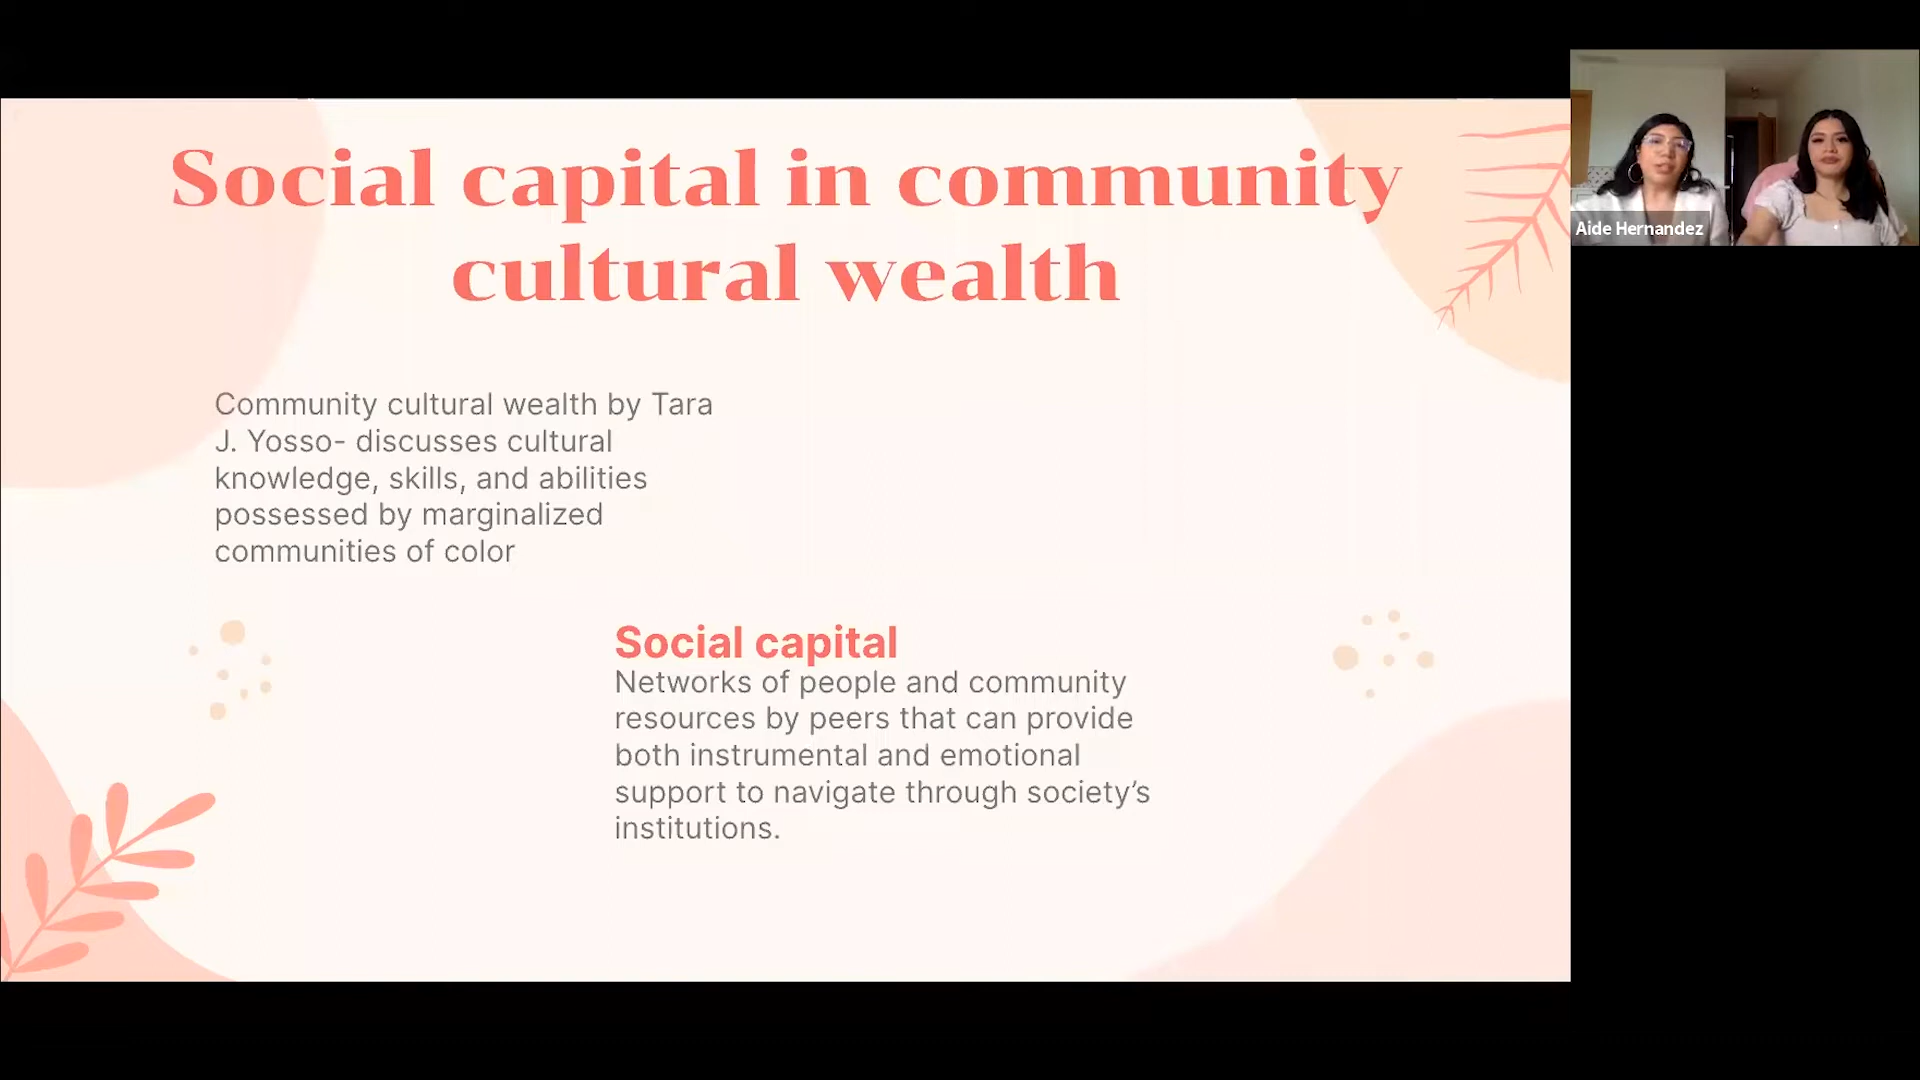 Social capital in community
cultural wealth
Community cultural wealth by Tara
J. Yosso- discusses cultural
knowledge, skills, and abilities
possessed by marginalized
communities of color
Social capital
Networks of people and community
resources by peers that can provide
both instrumental and emotional
support to navigate through society’s
institutions.
Aide Hernandez